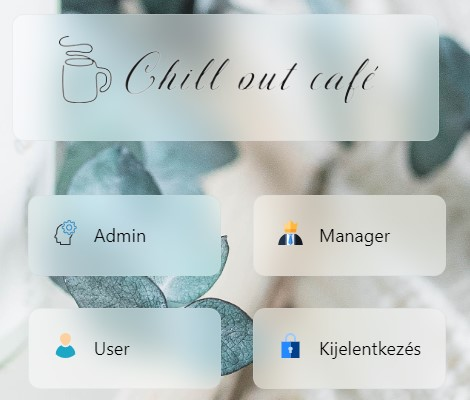 Chill out café
Admin
Manager
User
Kijelentkezés